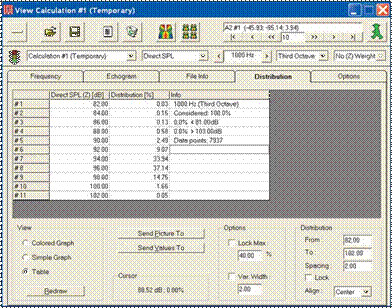 View Calculation #1 (Temporary)
A2 #1 (-45.93; -65.14; 3.94)
10
Calculation #1 (Temporary) Direct SPL 1000 Hz Third Octave No (Z) Weight
Frequency Echogram File Info Distribution Options
Direct SPL (Z) [dB] Distribution [%] Info
#1 82.00 0.03 1000 Hz (Third Octave)
#2 84.00 0.15 Considered: 100.0%
#3 86.00 0.13 0.0% < 81.00dB
#4 88.00 0.58 0.0% > 103.00dB
#5 90.00 2.49 Data points: 7937
#6 92.00 9.07
#7 94.00 33.94
#8 96.00 37.14
#9 98.00 14.75
#10 100.00 1.66
#11 102.00 0.05
View
Colored Graph
Simple Graph
Table
Redraw
Send Picture To
Send Values To
Cursor
88.52 dB : 0.00%
Options
Lock Max.:
40.00 %
Var. Width:
2.00
Distribution
From: 82.00
To: 102.00
Spacing: 2.00
Lock
Align: Center